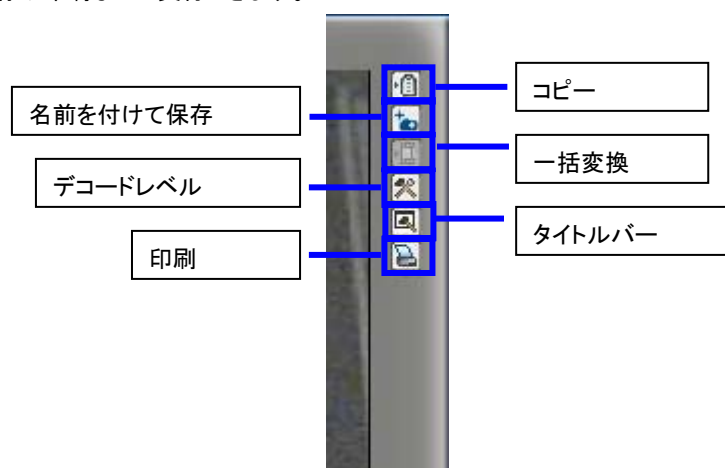 コピー
名前を付けて保存
一括変換
デコードレベル
タイトルバー
印刷